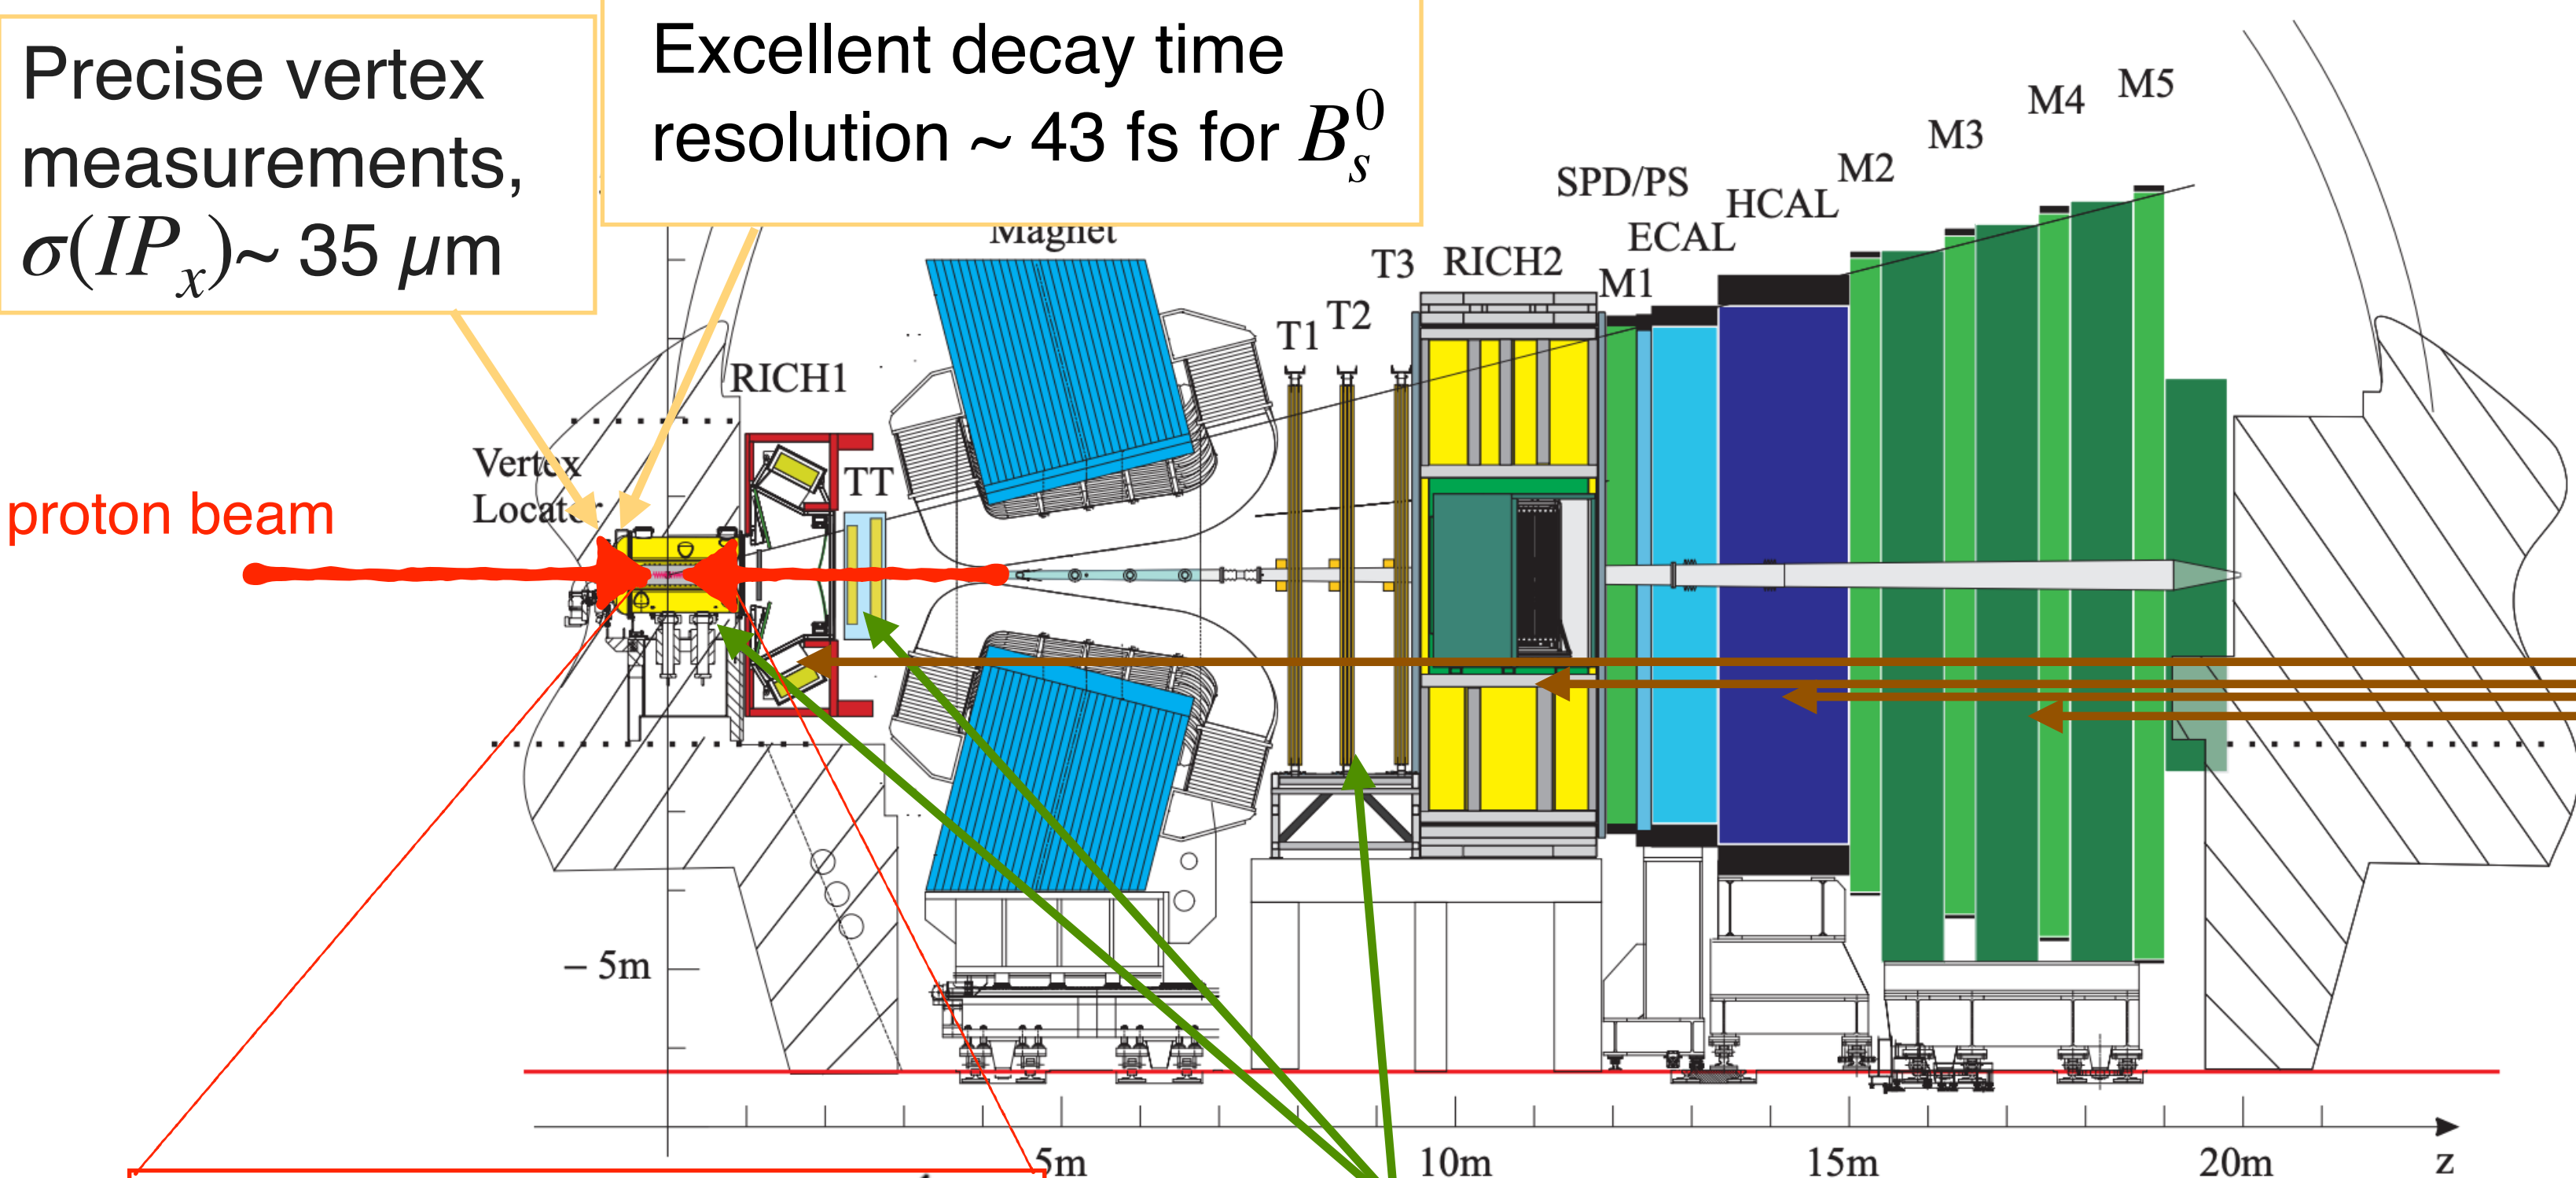 Precise vertex
measurements,
σ(IPₓ)~ 35 μm
Excellent decay time
resolution ~ 43 fs for B⁰ₛ
Magnet
SPD/PS
ECAL
HCAL
M1
M2
M3
M4
M5
T1
T2
T3
RICH2
RICH1
TT
Vertex
Locator
proton beam
– 5m
5m
10m
15m
20m
z